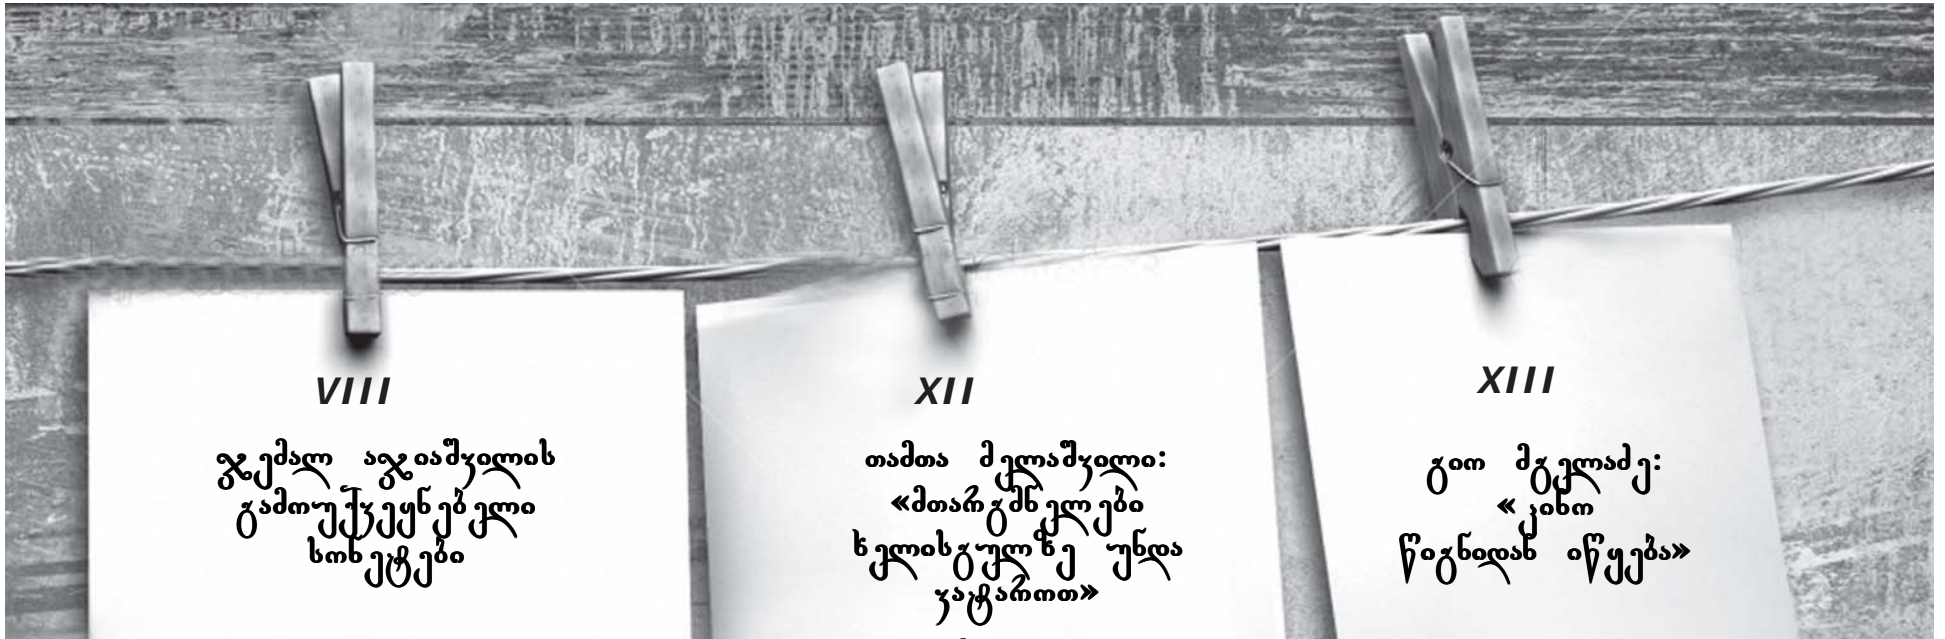 VIII
ჯემალ აჯიაშვილის
გამოუქვეყნებელი
სონეტები
XII
თამთა მელაშვილი:
«მთარგმნელები
ხელისგულზე უნდა
ვატაროთ»
XIII
გიო მგელაძე:
«კინო
წიგნიდან იწყება»